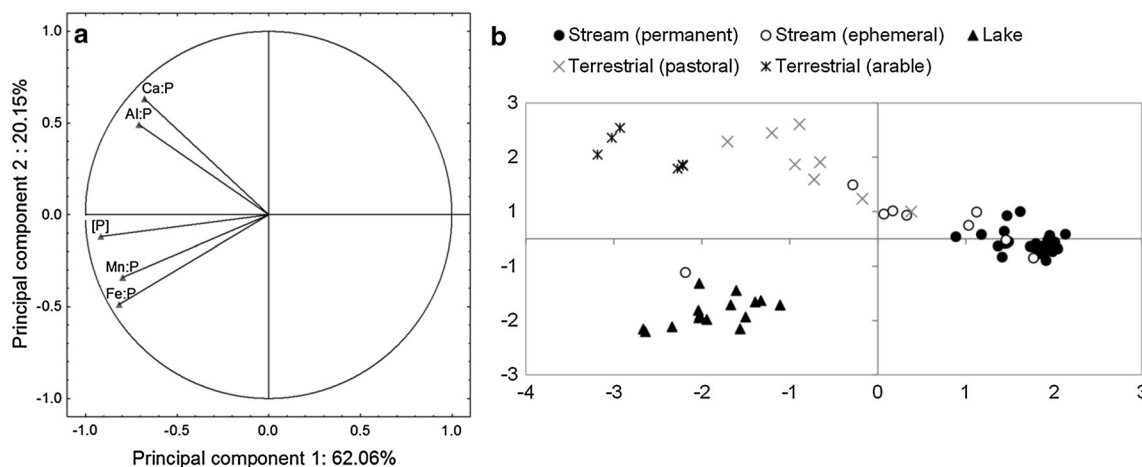 a
1.0
0.5
0.0
-0.5
-1.0
Principal component 2 : 20.15%
Ca:P
Al:P
[P]
Mn:P
Fe:P
-1.0 -0.5 0.0 0.5 1.0
Principal component 1: 62.06%
b
Stream (permanent) Stream (ephemeral) Lake
Terrestrial (pastoral) Terrestrial (arable)
3
2
1
-1
-2
-3
-4 -3 -2 -1 0 1 2 3